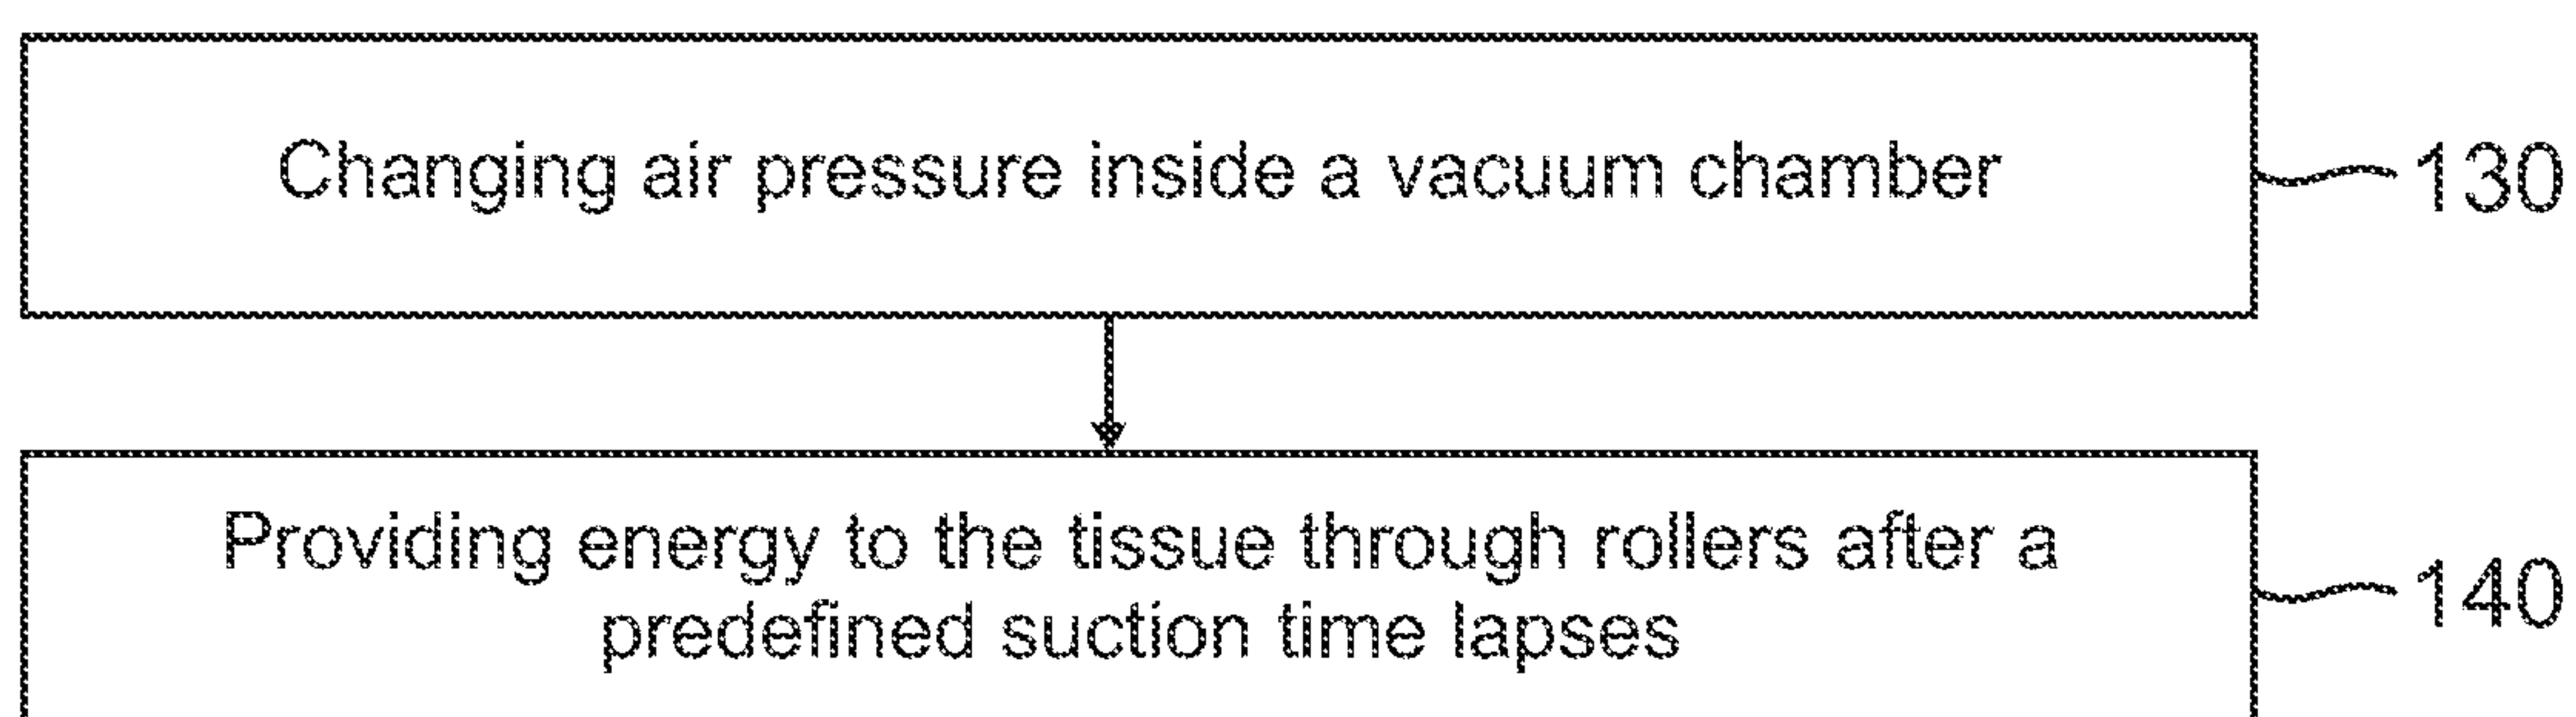 Changing air pressure inside a vacuum chamber
130
Providing energy to the tissue through rollers after a
predefined suction time lapses
140